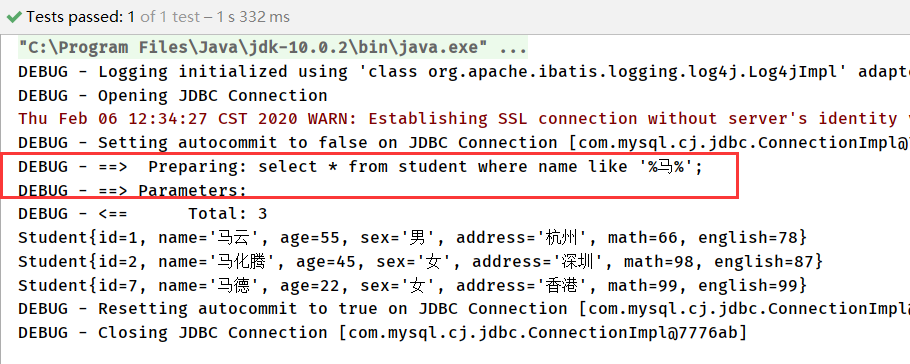 Tests passed: 1 of 1 test – 1 s 332 ms
"C:\Program Files\Java\jdk-10.0.2\bin\java.exe" ...
DEBUG - Logging initialized using 'class org.apache.ibatis.logging.log4j.Log4jImpl' adapte
DEBUG - Opening JDBC Connection
Thu Feb 06 12:34:27 CST 2020 WARN: Establishing SSL connection without server's identity v
DEBUG - Setting autocommit to false on JDBC Connection [com.mysql.cj.jdbc.ConnectionImpl@7
DEBUG - ==>  Preparing: select * from student where name like '%马%';
DEBUG - ==> Parameters:
DEBUG - <==      Total: 3
Student{id=1, name='马云', age=55, sex='男', address='杭州', math=66, english=78}
Student{id=2, name='马化腾', age=45, sex='女', address='深圳', math=98, english=87}
Student{id=7, name='马德', age=22, sex='女', address='香港', math=99, english=99}
DEBUG - Resetting autocommit to true on JDBC Connection [com.mysql.cj.jdbc.ConnectionImpl@
DEBUG - Closing JDBC Connection [com.mysql.cj.jdbc.ConnectionImpl@7776ab]